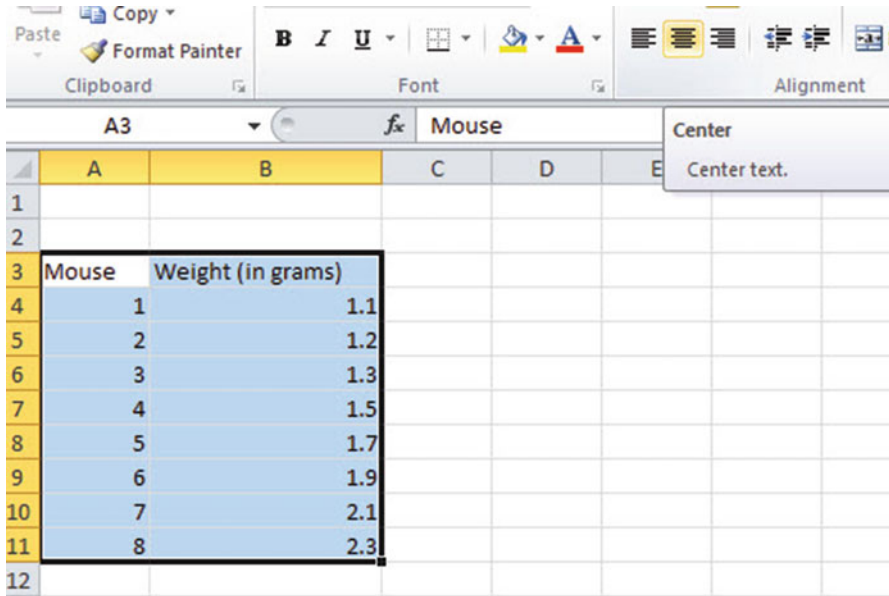 Copy
Paste
Format Painter
B I U A
Clipboard Font Alignment
A3 fx Mouse
Center
Center text.
A B C D E
1
2
3 Mouse Weight (in grams)
4 1 1.1
5 2 1.2
6 3 1.3
7 4 1.5
8 5 1.7
9 6 1.9
10 7 2.1
11 8 2.3
12